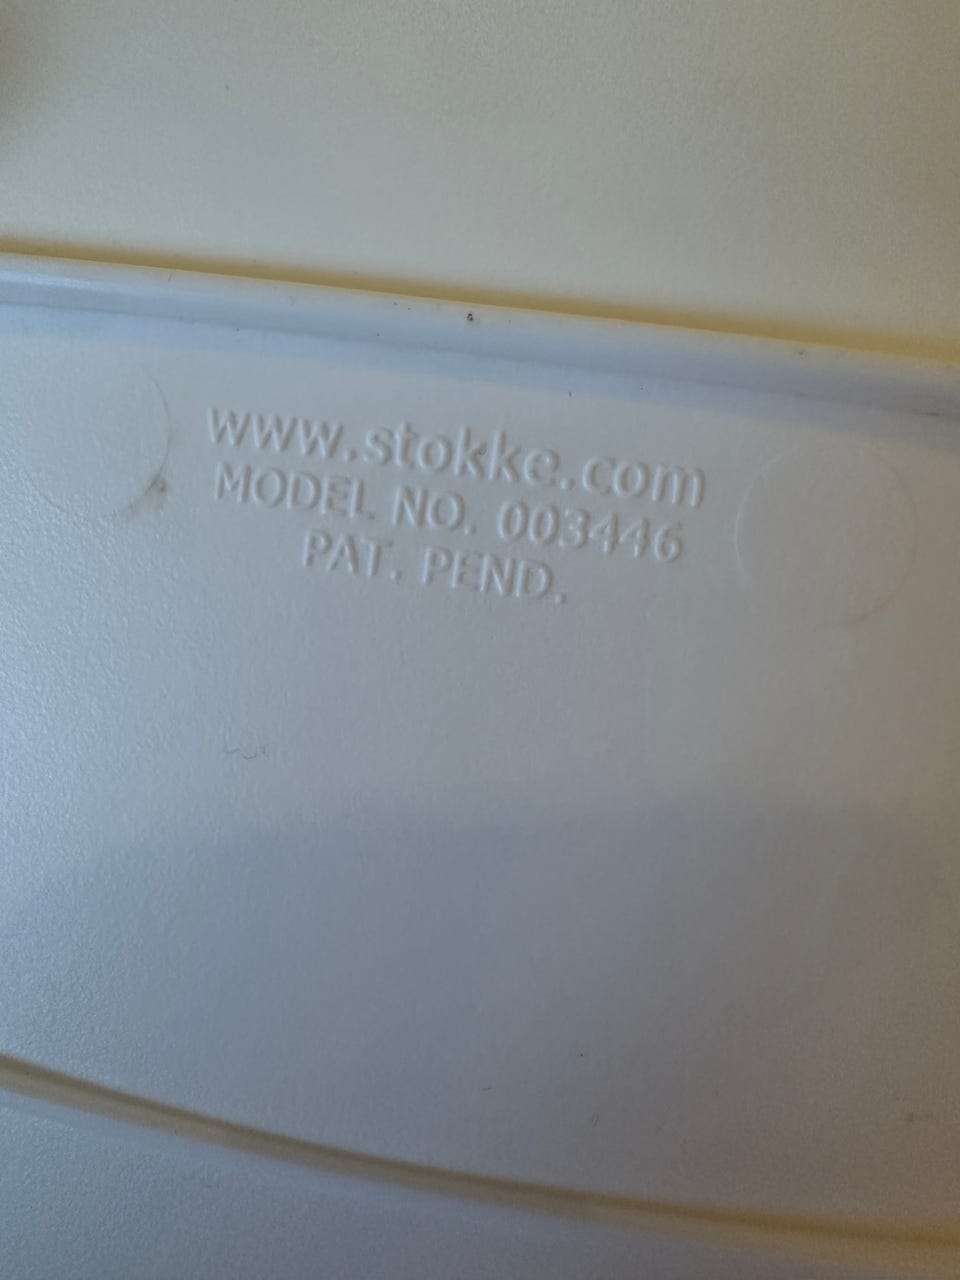 www.stokke.com
MODEL NO. 003446
PAT. PEND.